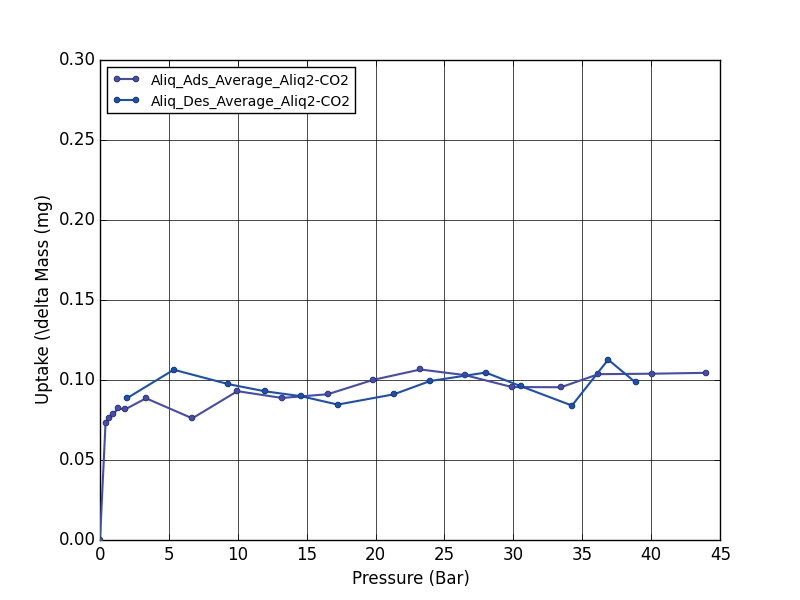 0.30
0.25
0.20
0.15
0.10
0.05
0.00
Uptake (\delta Mass (mg)
Aliq_Ads_Average_Aliq2-CO2
Aliq_Des_Average_Aliq2-CO2
0 5 10 15 20 25 30 35 40 45
Pressure (Bar)